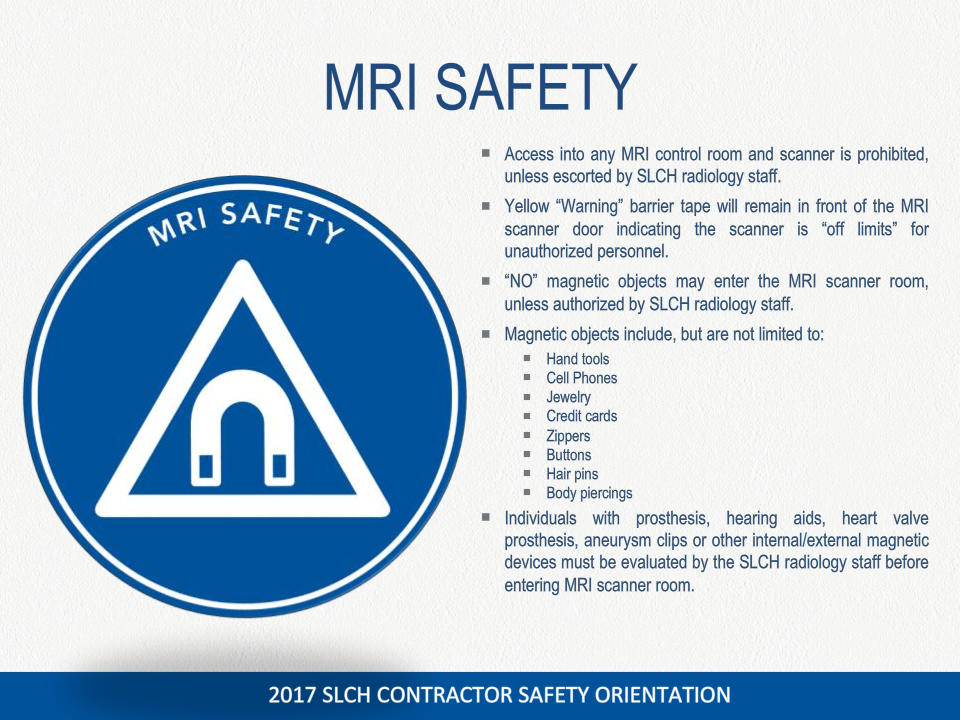 MRI SAFETY
MRI SAFETY
▪ Access into any MRI control room and scanner is prohibited,
unless escorted by SLCH radiology staff.
▪ Yellow “Warning” barrier tape will remain in front of the MRI
scanner door indicating the scanner is “off limits” for
unauthorized personnel.
▪ “NO” magnetic objects may enter the MRI scanner room,
unless authorized by SLCH radiology staff.
▪ Magnetic objects include, but are not limited to:
▪ Hand tools
▪ Cell Phones
▪ Jewelry
▪ Credit cards
▪ Zippers
▪ Buttons
▪ Hair pins
▪ Body piercings
▪ Individuals with prosthesis, hearing aids, heart valve
prosthesis, aneurysm clips or other internal/external magnetic
devices must be evaluated by the SLCH radiology staff before
entering MRI scanner room.
2017 SLCH CONTRACTOR SAFETY ORIENTATION